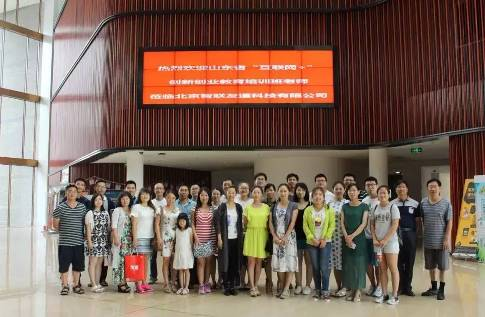 热烈欢迎山东省“互联网+”
创新创业教育培训班老师
莅临北京智联友道科技有限公司